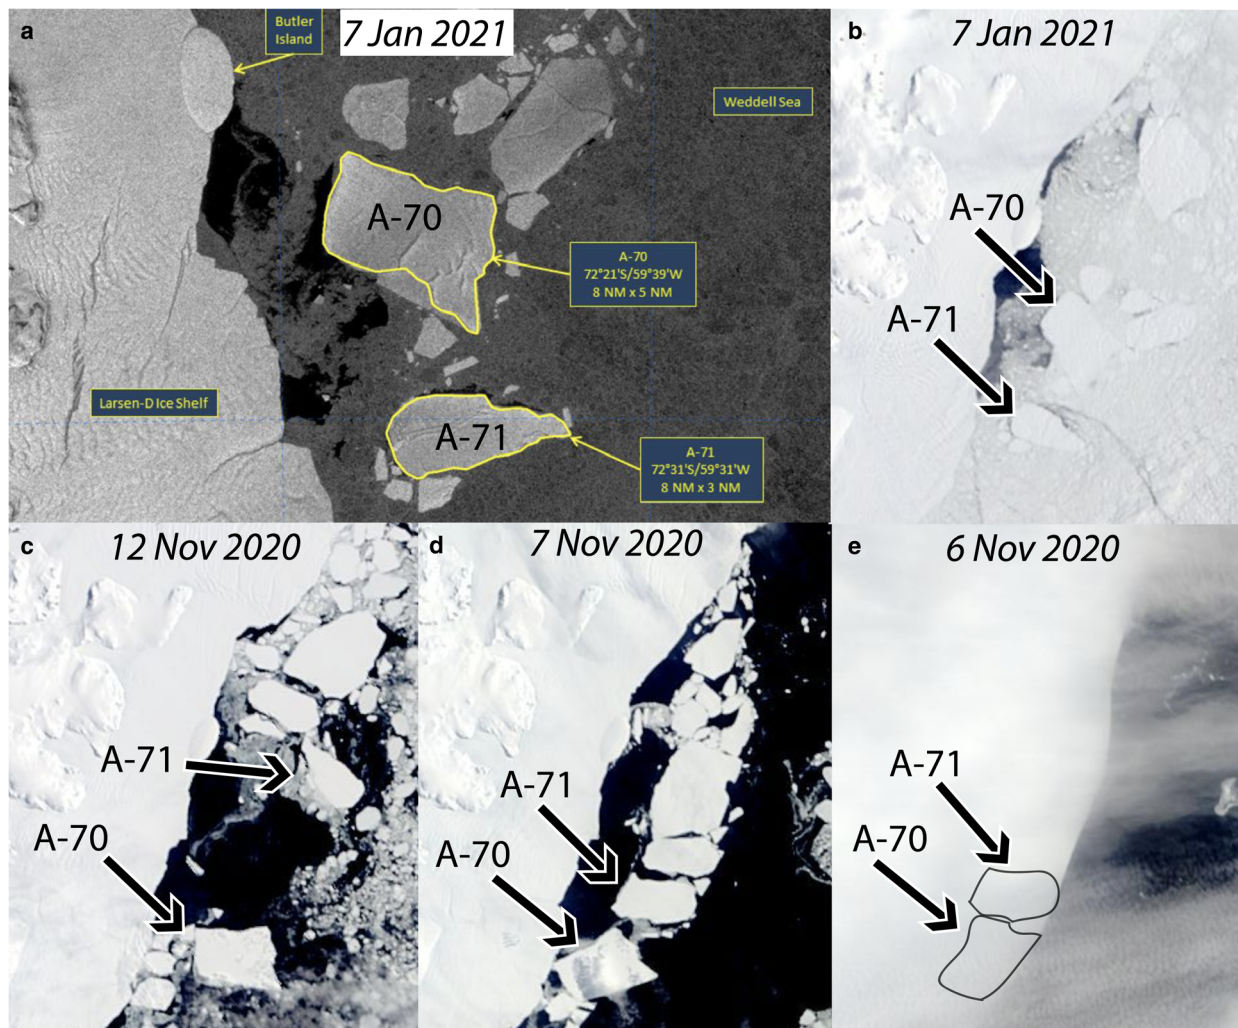 a
Butler
Island
7 Jan 2021
Weddell Sea
A-70
A-70
72°21'S/59°39'W
8 NM x 5 NM
Larsen-D Ice Shelf
A-71
A-71
72°31'S/59°31'W
8 NM x 3 NM
b
7 Jan 2021
A-70
A-71
c
12 Nov 2020
A-71
A-70
d
7 Nov 2020
A-71
A-70
e
6 Nov 2020
A-71
A-70